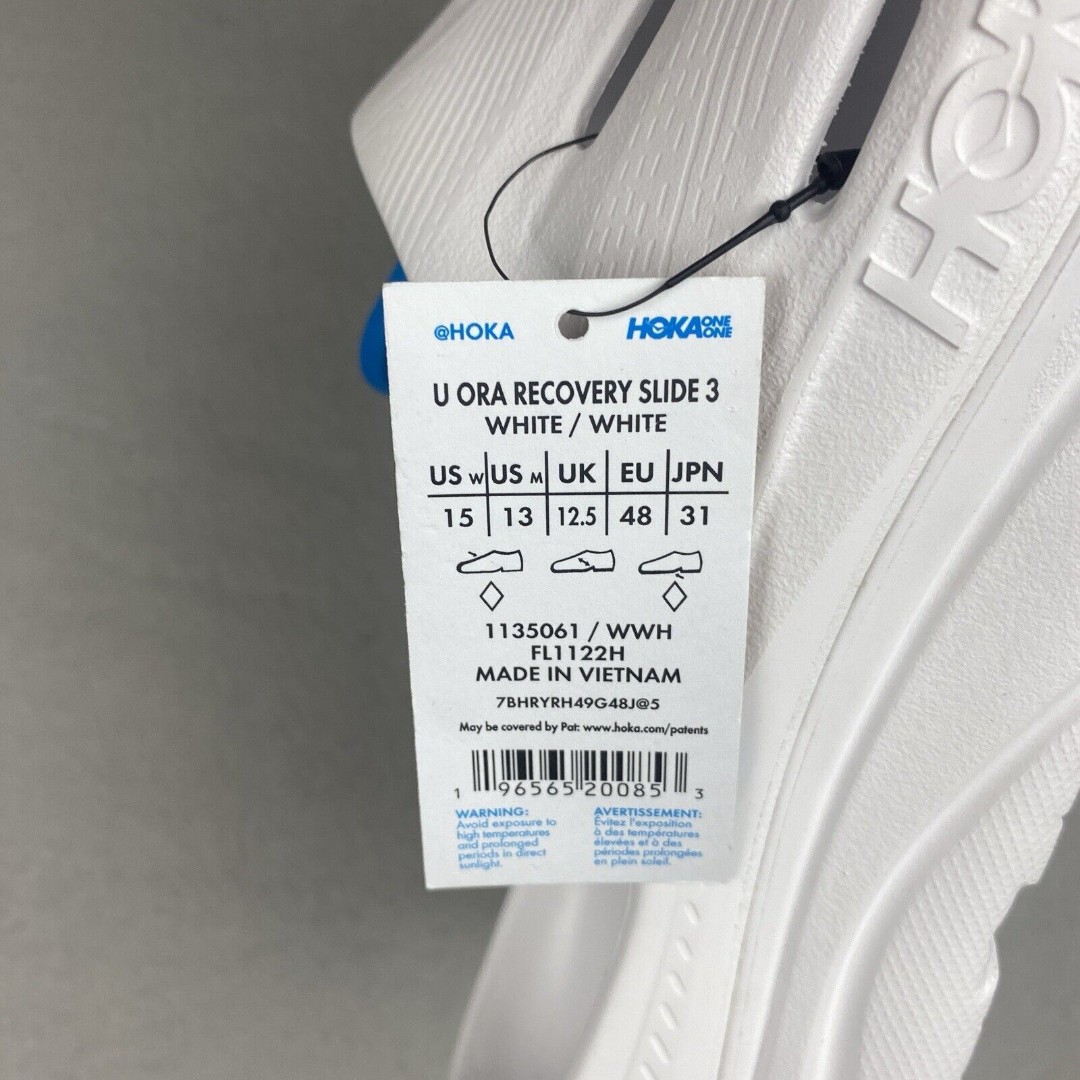 HOKA
@HOKA
HOKA ONE ONE
U ORA RECOVERY SLIDE 3
WHITE / WHITE
US W US M UK EU JPN
15 13 12.5 48 31
1135061 / WWH
FL1122H
MADE IN VIETNAM
7BHRYRH49G48J@5
May be covered by Pat: www.hoka.com/patents
1 96565 20085 3
WARNING:
Avoid exposure to
high temperatures
and prolonged
periods in direct
sunlight.
AVERTISSEMENT:
Évitez l'exposition
à des températures
élevées et à des
périodes prolongées
en plein soleil.